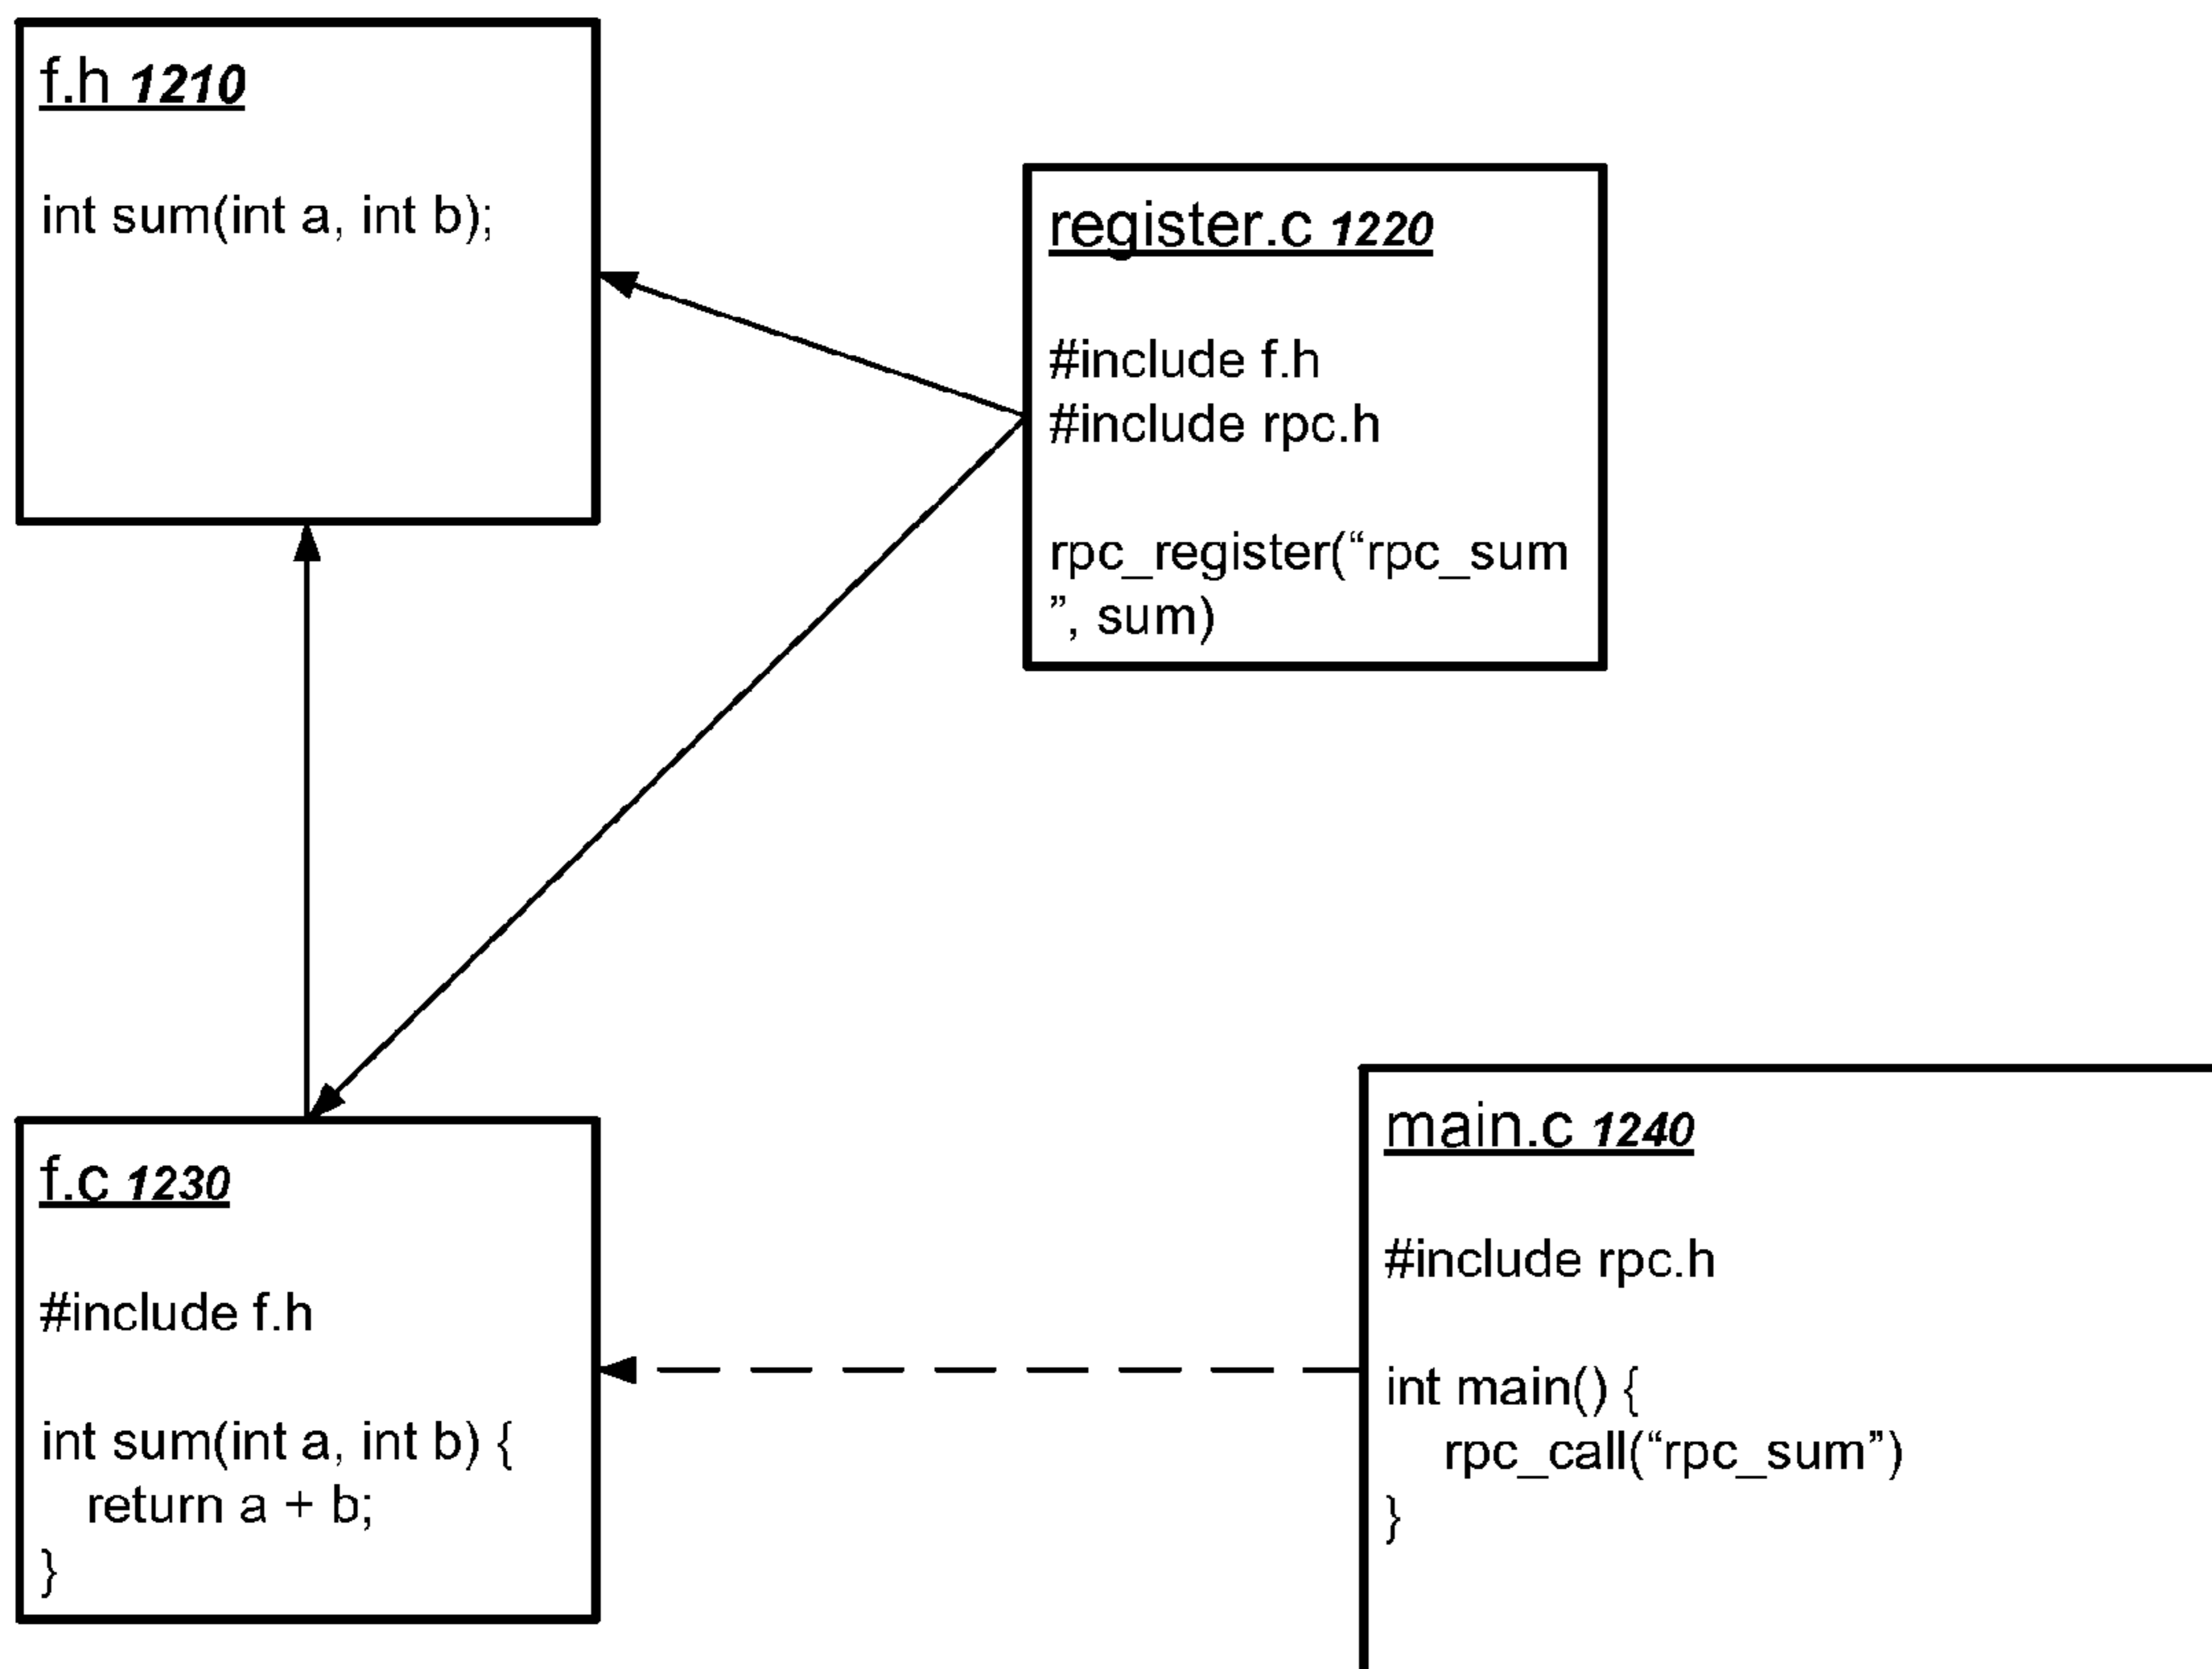 f.h 1210
int sum(int a, int b);
register.c 1220
#include f.h
#include rpc.h
rpc_register(“rpc_sum
”, sum)
f.c 1230
#include f.h
int sum(int a, int b) {
return a + b;
}
main.c 1240
#include rpc.h
int main() {
rpc_call(“rpc_sum”)
}